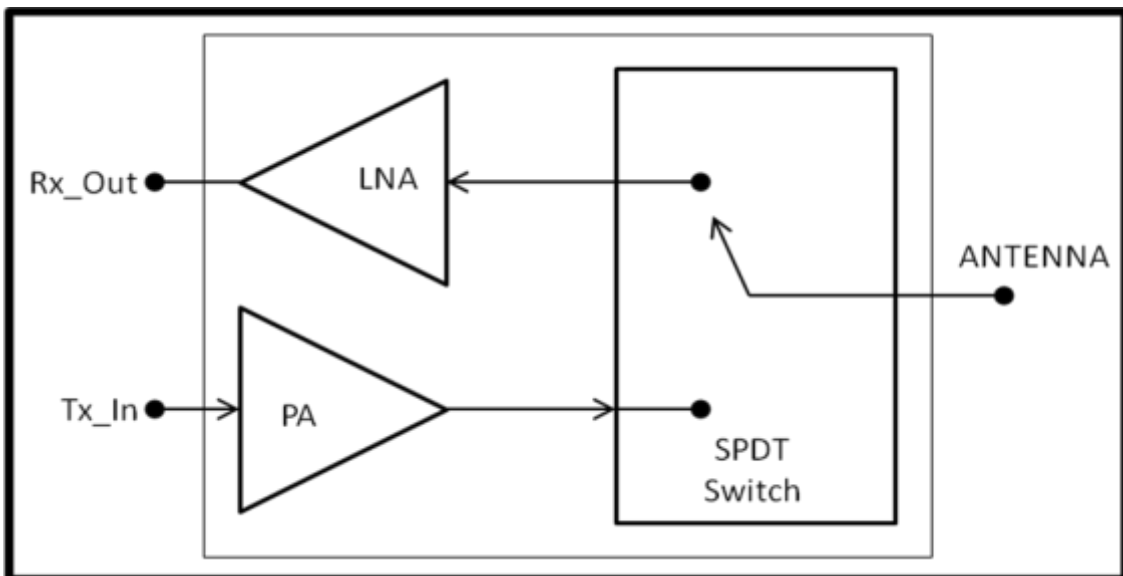 LNA
Rx_Out
ANTENNA
Tx_In
PA
SPDT
Switch